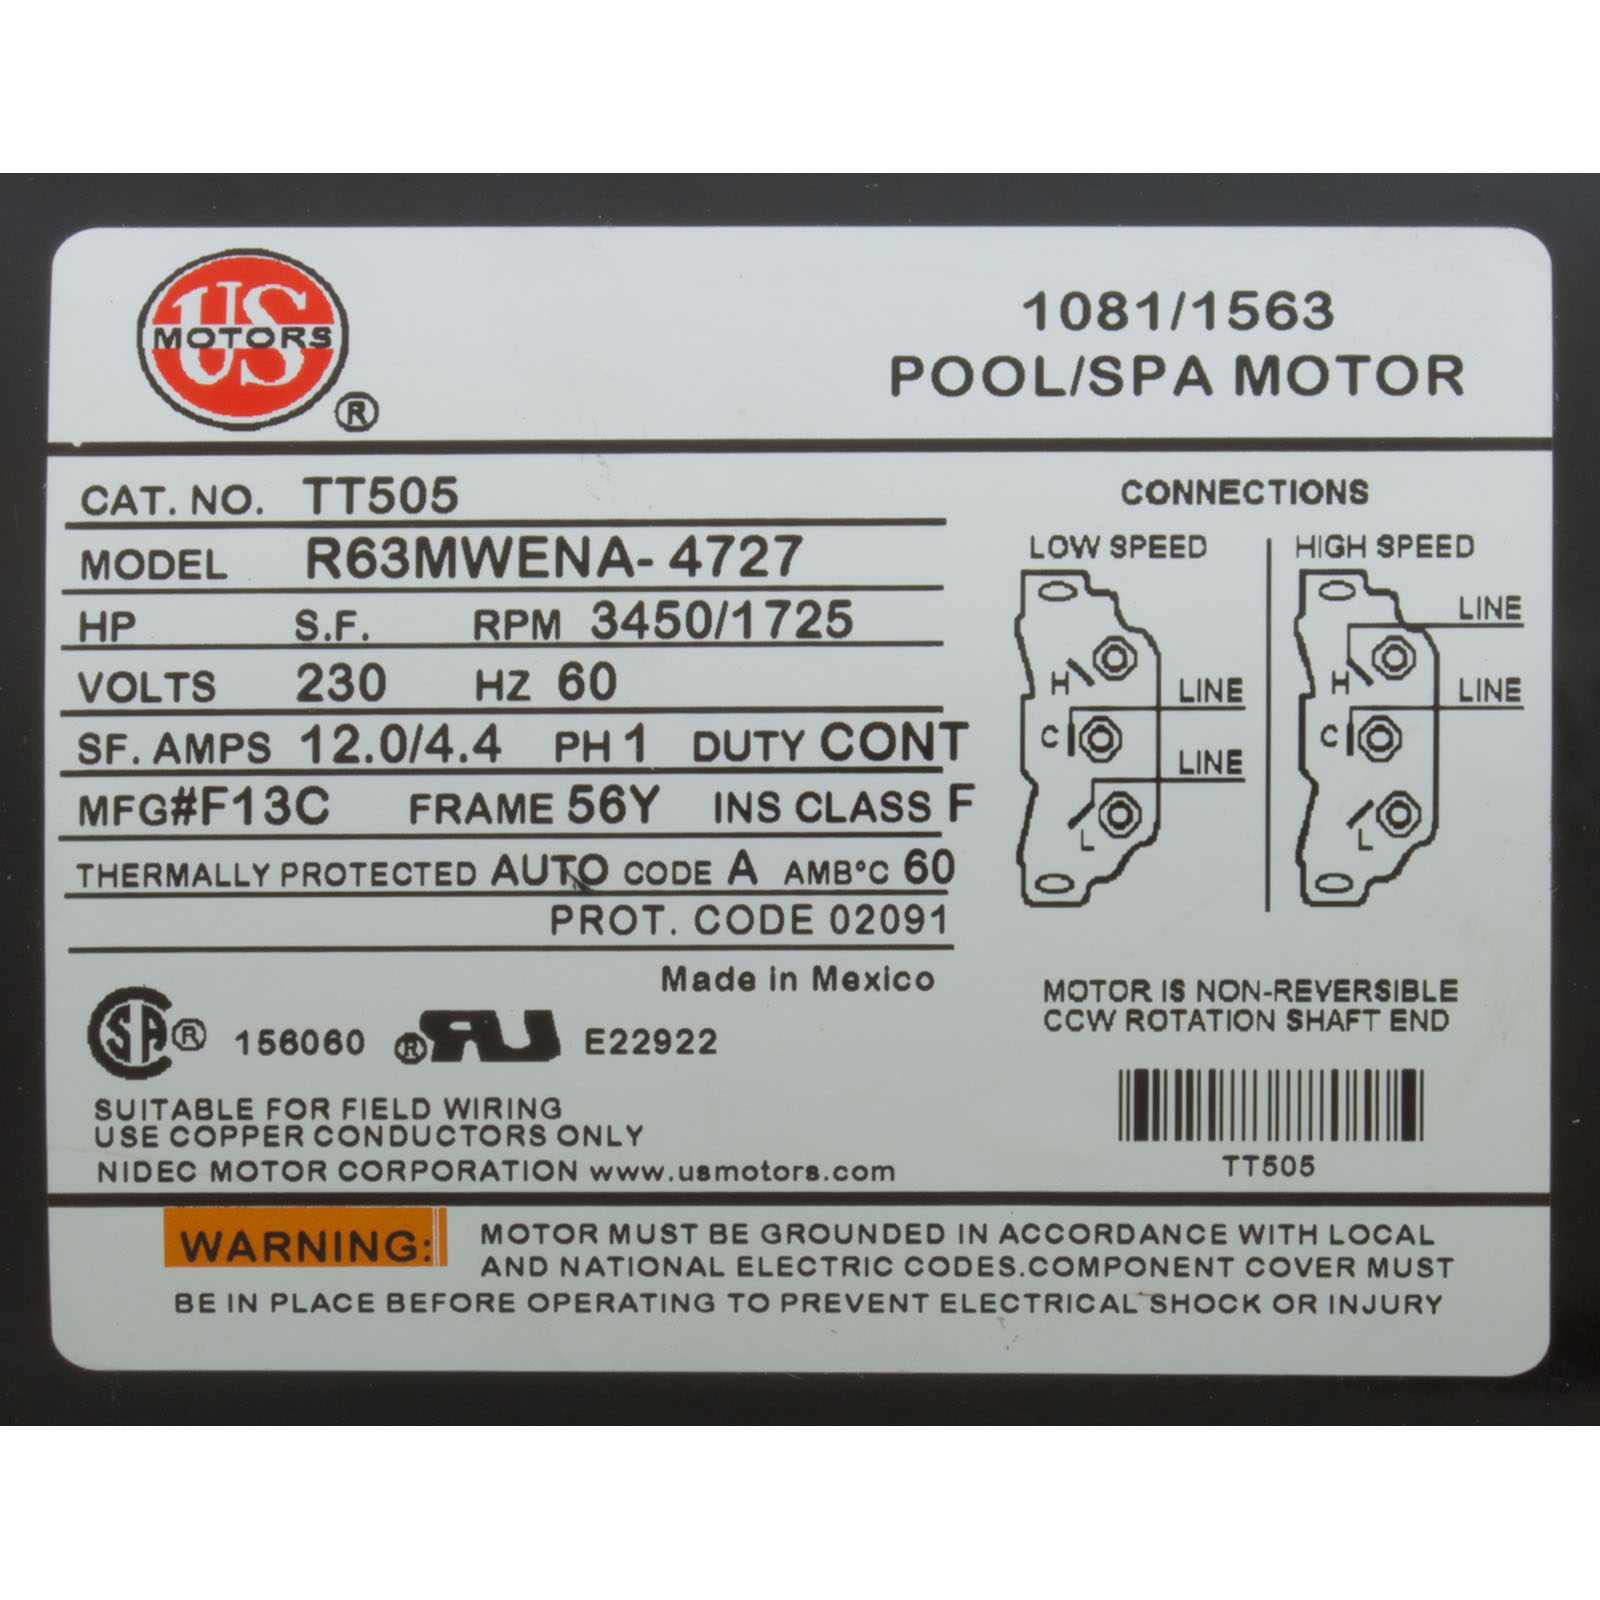 US
MOTORS
®
1081/1563
POOL/SPA MOTOR
CAT. NO. TT505
MODEL R63MWENA-4727
HP S.F. RPM 3450/1725
VOLTS 230 HZ 60
SF. AMPS 12.0/4.4 PH 1 DUTY CONT
MFG#F13C FRAME 56Y INS CLASS F
THERMALLY PROTECTED AUTO CODE A AMB°C 60
PROT. CODE 02091
Made in Mexico
CONNECTIONS
LOW SPEED
H
C
L
LINE
LINE
HIGH SPEED
H
C
L
LINE
LINE
MOTOR IS NON-REVERSIBLE
CCW ROTATION SHAFT END
SA ® 156060 ® RU E22922
SUITABLE FOR FIELD WIRING
USE COPPER CONDUCTORS ONLY
NIDEC MOTOR CORPORATION www.usmotors.com
TT505
WARNING: MOTOR MUST BE GROUNDED IN ACCORDANCE WITH LOCAL
AND NATIONAL ELECTRIC CODES.COMPONENT COVER MUST
BE IN PLACE BEFORE OPERATING TO PREVENT ELECTRICAL SHOCK OR INJURY